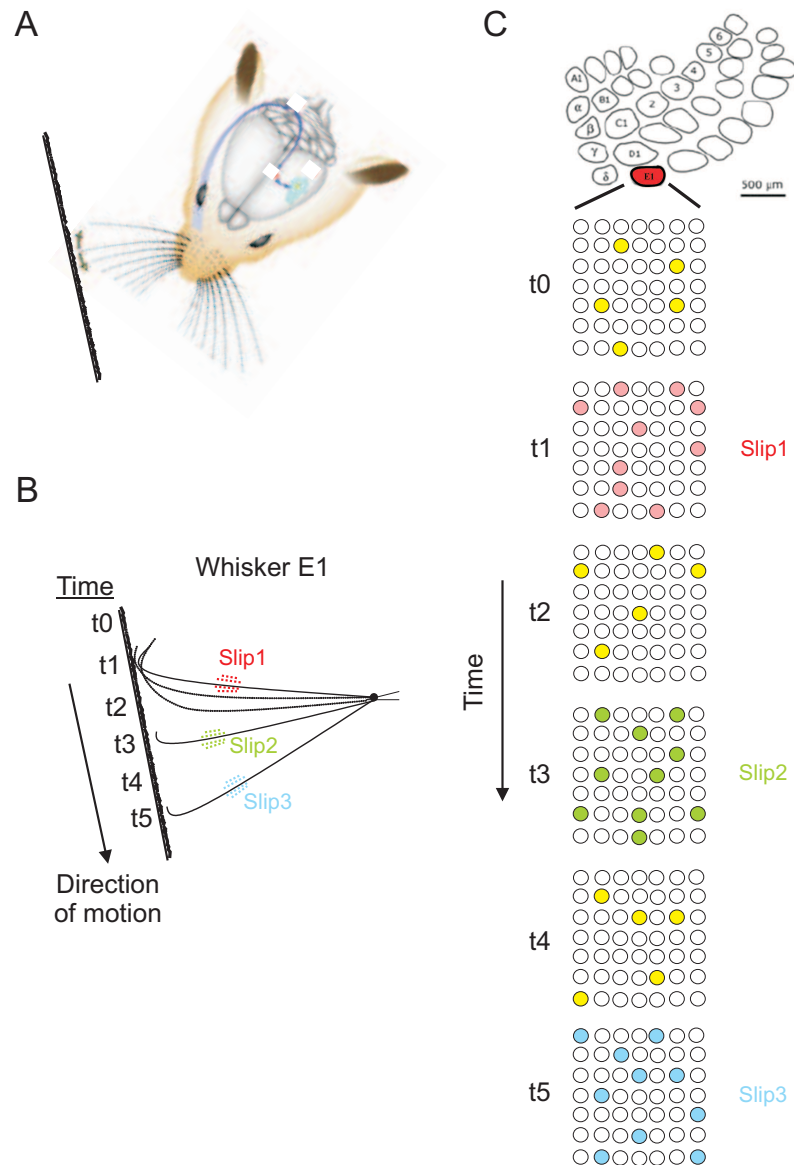 A
B
Time
Whisker E1
t0
t1
t2
t3
t4
t5
Slip1
Slip2
Slip3
Direction
of motion
C
A1
α
β
γ
δ
B1
C1
D1
E1
2
3
4
5
6
500 µm
t0
t1
Slip1
t2
Time
t3
Slip2
t4
t5
Slip3